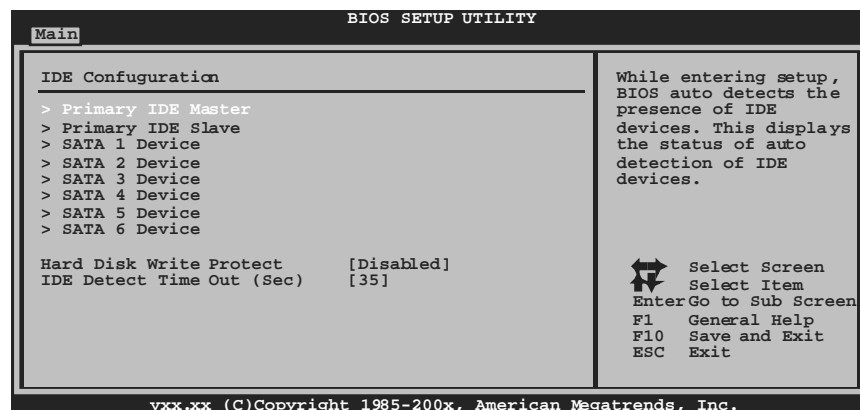 BIOS SETUP UTILITY
Main
IDE Confuguration
> Primary IDE Master
> Primary IDE Slave
> SATA 1 Device
> SATA 2 Device
> SATA 3 Device
> SATA 4 Device
> SATA 5 Device
> SATA 6 Device
Hard Disk Write Protect [Disabled]
IDE Detect Time Out (Sec) [35]
While entering setup,
BIOS auto detects the
presence of IDE
devices. This displays
the status of auto
detection of IDE
devices.
Select Screen
Select Item
Enter Go to Sub Screen
F1 General Help
F10 Save and Exit
ESC Exit
vxx.xx (C)Copyright 1985-200x, American Megatrends, Inc.